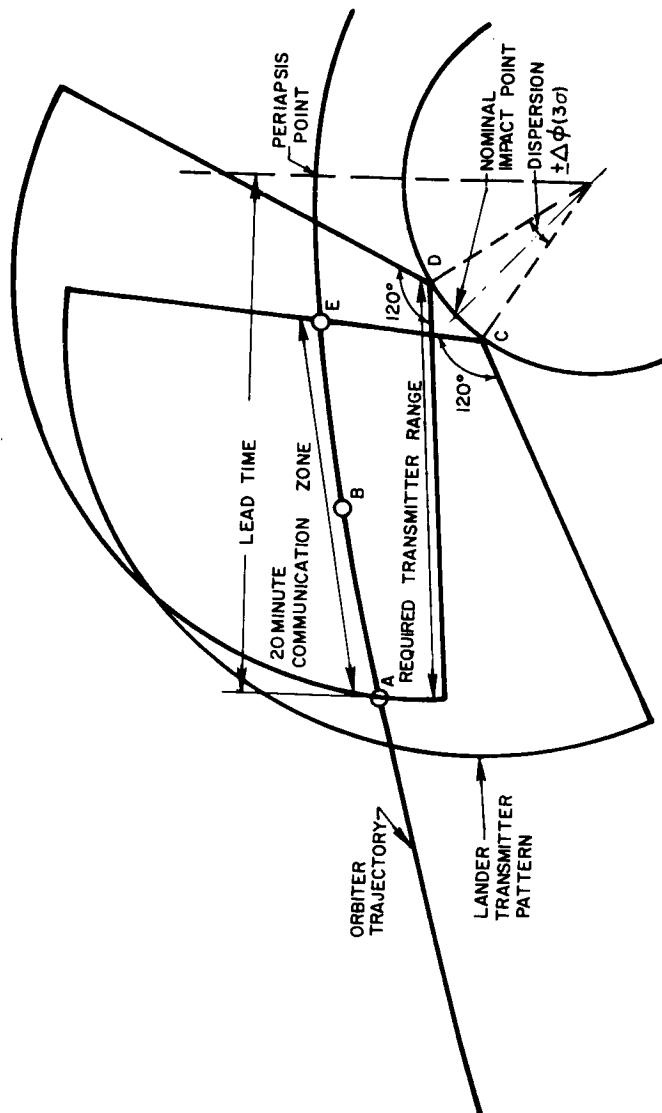 PERIAPSIS
POINT
LEAD TIME
E
20 MINUTE
COMMUNICATION ZONE
B
A
REQUIRED TRANSMITTER RANGE
120°
D
NOMINAL
IMPACT POINT
DISPERSION
±Δϕ(3σ)
120°
C
ORBITER
TRAJECTORY
LANDER
TRANSMITTER
PATTERN